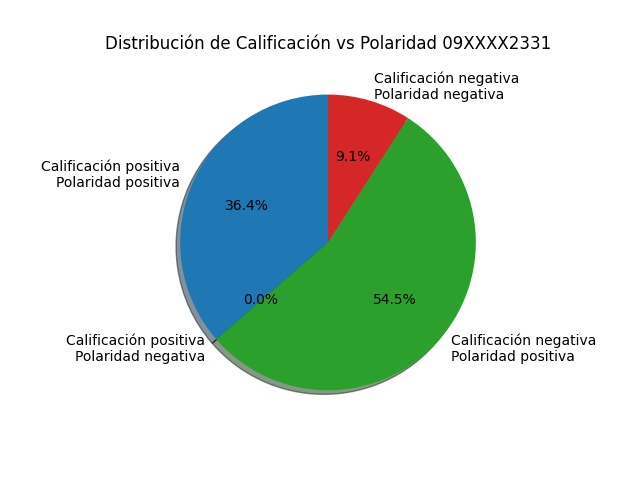 Distribución de Calificación vs Polaridad 09XXXX2331
Calificación negativa
Polaridad negativa
9.1%
Calificación positiva
Polaridad positiva
36.4%
0.0%
54.5%
Calificación positiva
Polaridad negativa
Calificación negativa
Polaridad positiva